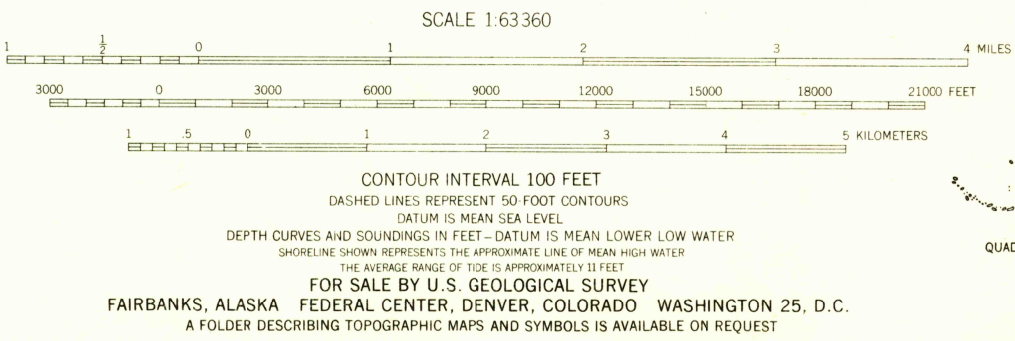 SCALE 1:63360
1 1/2 0 1 2 3 4 MILES
3000 0 3000 6000 9000 12000 15000 18000 21000 FEET
1 .5 0 1 2 3 4 5 KILOMETERS
CONTOUR INTERVAL 100 FEET
DASHED LINES REPRESENT 50-FOOT CONTOURS
DATUM IS MEAN SEA LEVEL
DEPTH CURVES AND SOUNDINGS IN FEET–DATUM IS MEAN LOWER LOW WATER
SHORELINE SHOWN REPRESENTS THE APPROXIMATE LINE OF MEAN HIGH WATER
THE AVERAGE RANGE OF TIDE IS APPROXIMATELY 11 FEET
QUAD
FOR SALE BY U.S. GEOLOGICAL SURVEY
FAIRBANKS, ALASKA FEDERAL CENTER, DENVER, COLORADO WASHINGTON 25, D.C.
A FOLDER DESCRIBING TOPOGRAPHIC MAPS AND SYMBOLS IS AVAILABLE ON REQUEST